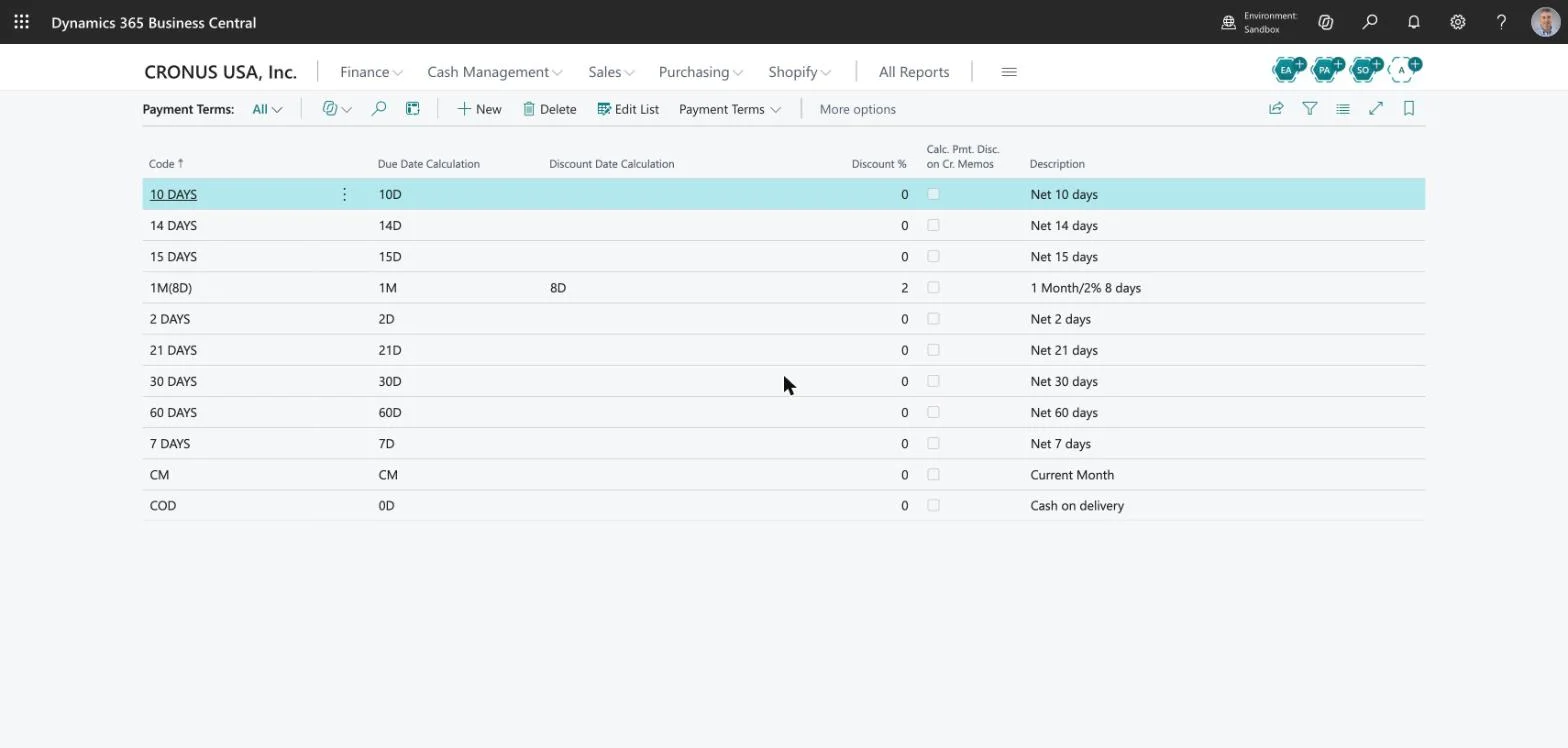 Dynamics 365 Business Central
Environment:
Sandbox
?
CRONUS USA, Inc. Finance Cash Management Sales Purchasing Shopify All Reports
EA PA SO A
Payment Terms: All New Delete Edit List Payment Terms More options
Code ↑ Due Date Calculation Discount Date Calculation Discount % Calc. Pmt. Disc. on Cr. Memos Description
10 DAYS 10D 0 Net 10 days
14 DAYS 14D 0 Net 14 days
15 DAYS 15D 0 Net 15 days
1M(8D) 1M 8D 2 1 Month/2% 8 days
2 DAYS 2D 0 Net 2 days
21 DAYS 21D 0 Net 21 days
30 DAYS 30D 0 Net 30 days
60 DAYS 60D 0 Net 60 days
7 DAYS 7D 0 Net 7 days
CM CM 0 Current Month
COD 0D 0 Cash on delivery